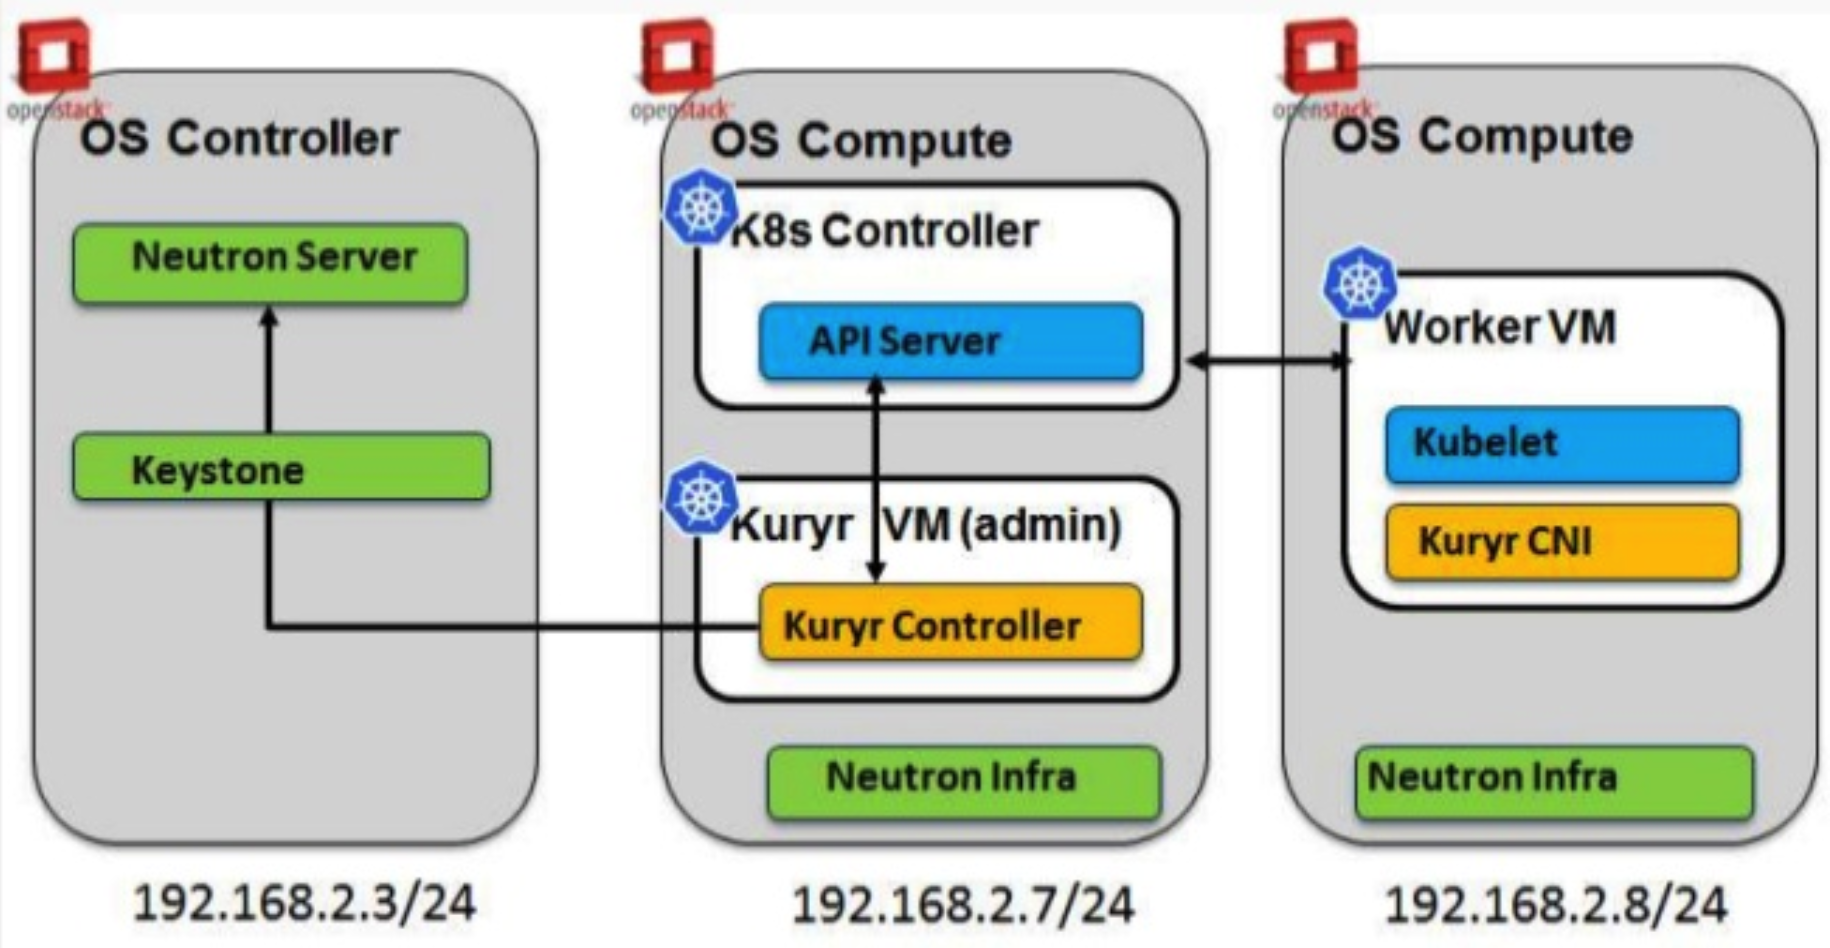 openstack
OS Controller
Neutron Server
Keystone
192.168.2.3/24
openstack
OS Compute
K8s Controller
API Server
Kuryr VM (admin)
Kuryr Controller
Neutron Infra
192.168.2.7/24
openstack
OS Compute
Worker VM
Kubelet
Kuryr CNI
Neutron Infra
192.168.2.8/24